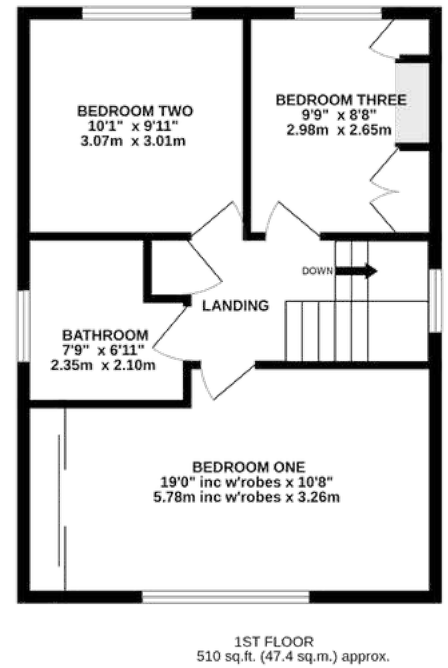 BEDROOM TWO
10'1" x 9'11"
3.07m x 3.01m
BEDROOM THREE
9'9" x 8'8"
2.98m x 2.65m
DOWN
LANDING
BATHROOM
7'9" x 6'11"
2.35m x 2.10m
BEDROOM ONE
19'0" inc w'robes x 10'8"
5.78m inc w'robes x 3.26m
1ST FLOOR
510 sq.ft. (47.4 sq.m.) approx.